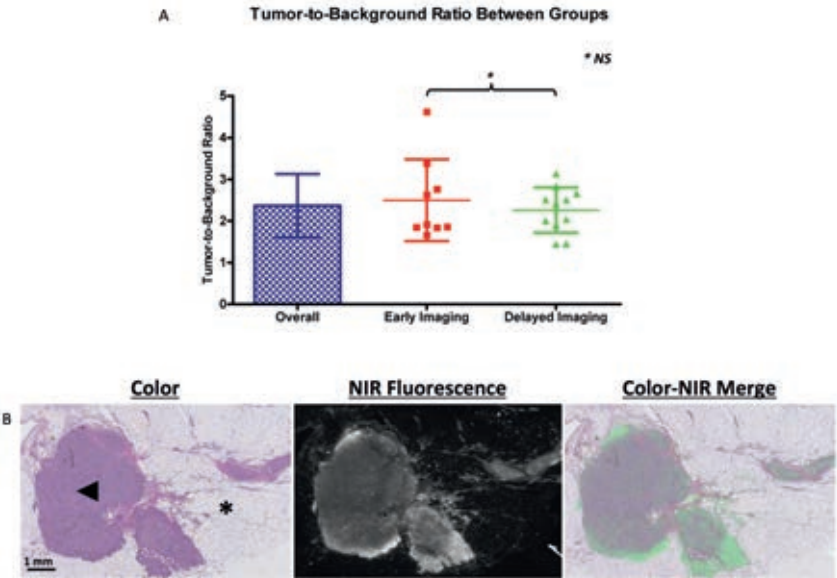 A
Tumor-to-Background Ratio Between Groups
* NS
*
Tumor-to-Background Ratio
5
4
3
2
1
0
Overall Early Imaging Delayed Imaging
Color NIR Fluorescence Color-NIR Merge
B
*
1 mm